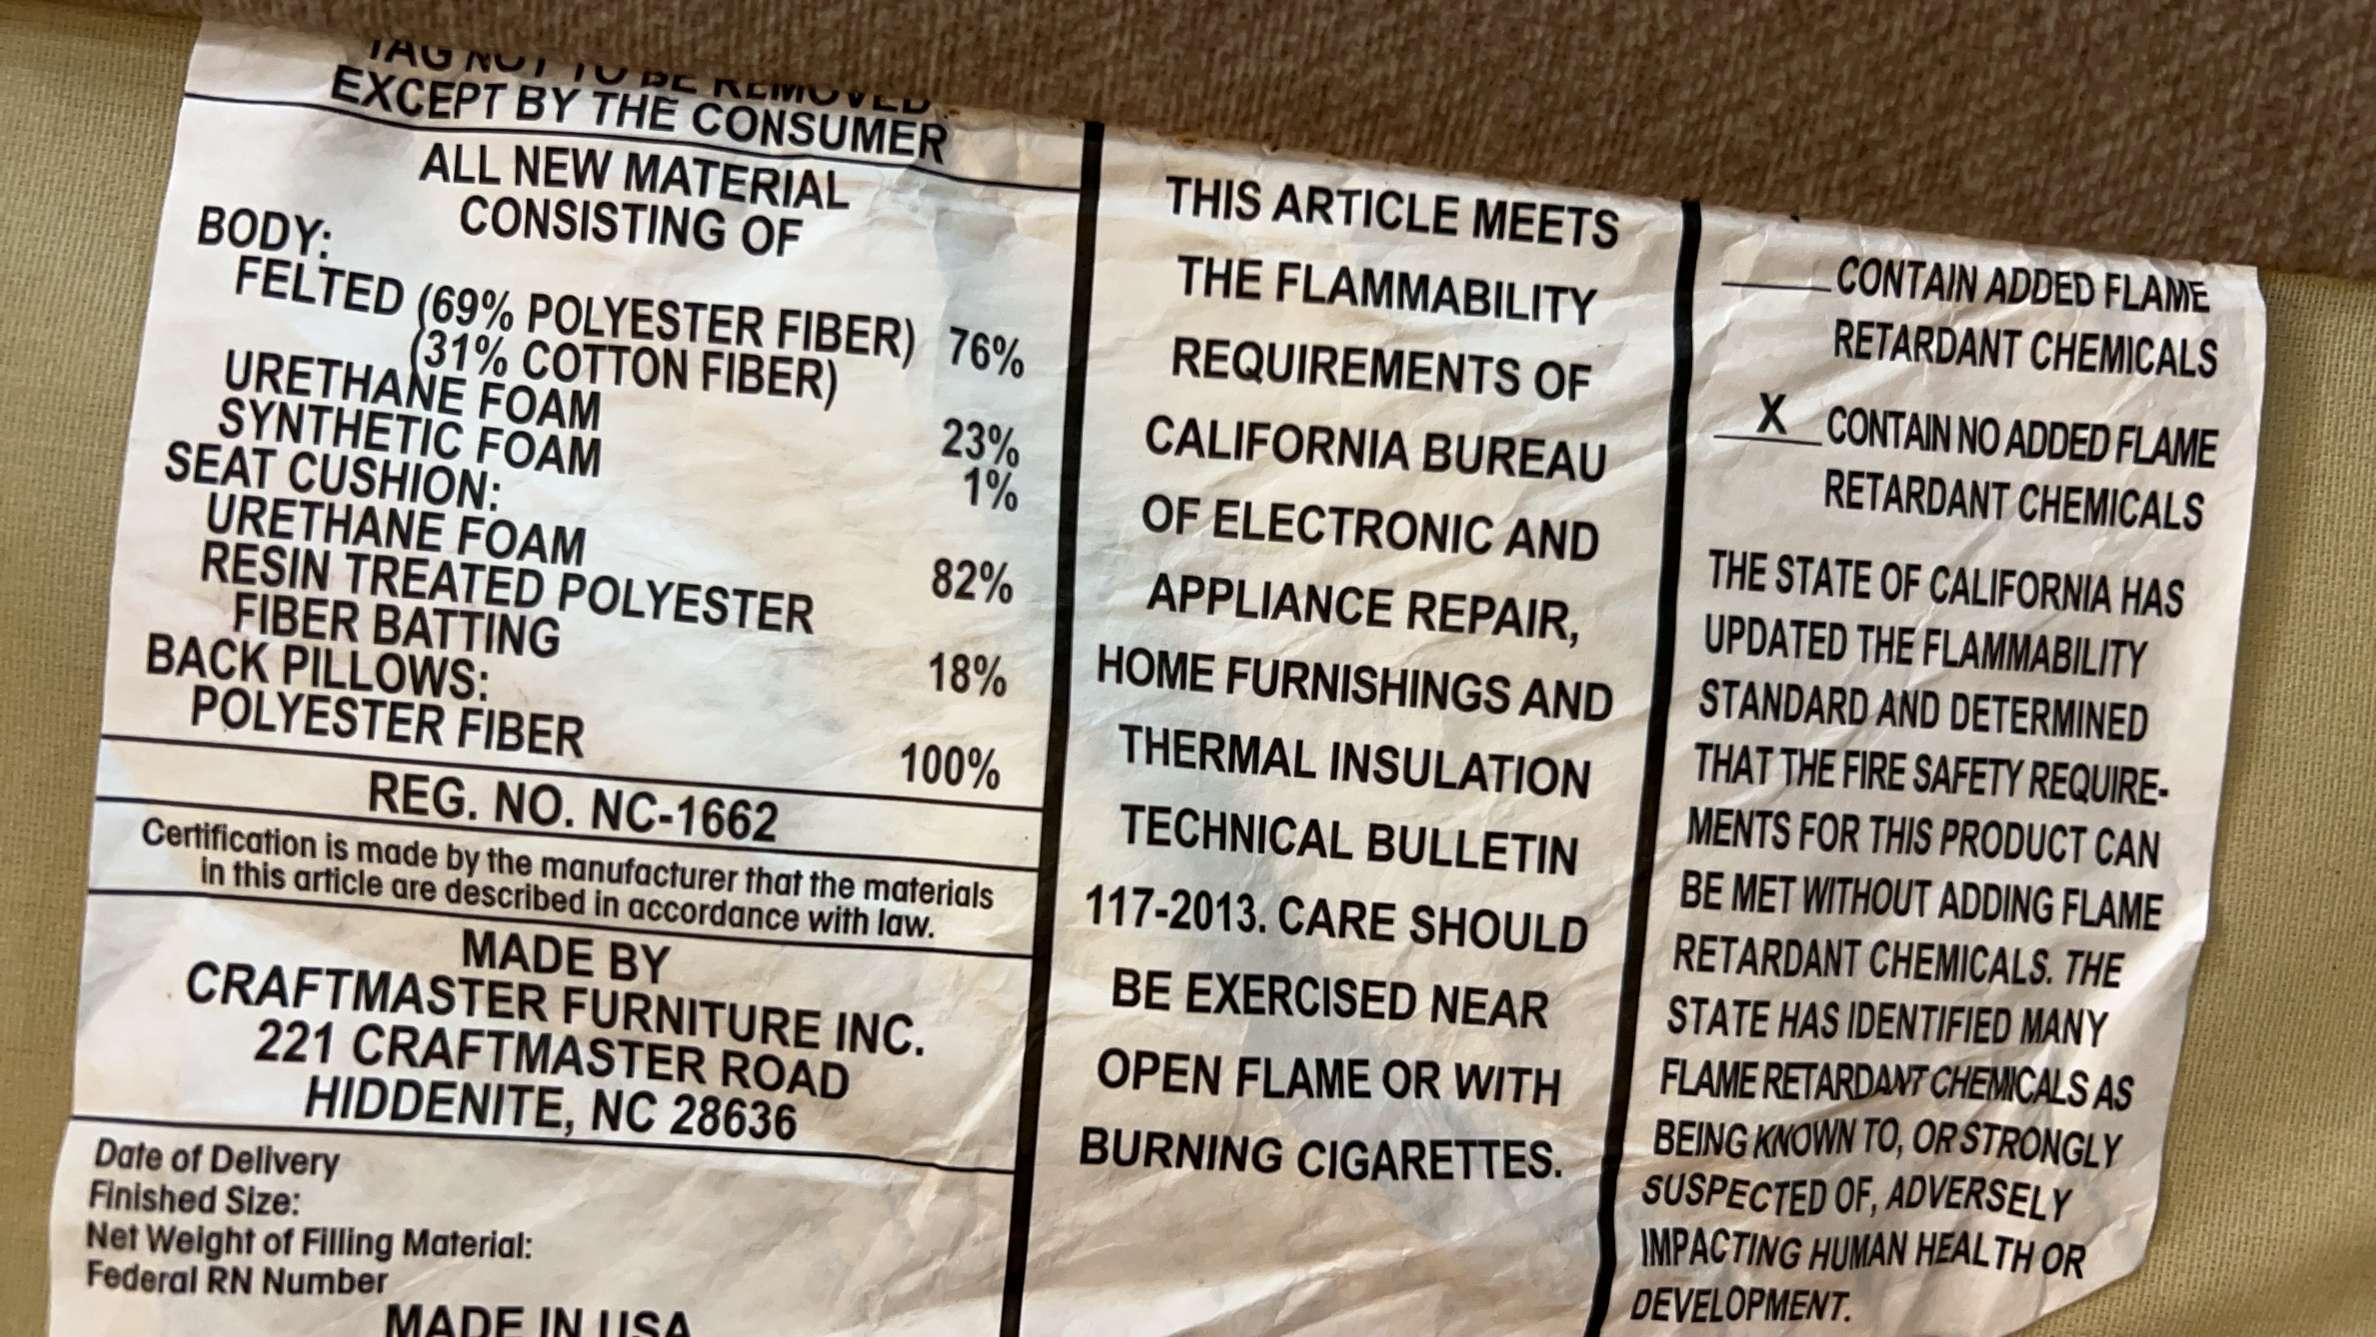 TAG NOT TO BE REMOVED
EXCEPT BY THE CONSUMER
ALL NEW MATERIAL
CONSISTING OF
BODY:
FELTED (69% POLYESTER FIBER) 76%
(31% COTTON FIBER)
URETHANE FOAM 23%
SYNTHETIC FOAM 1%
SEAT CUSHION:
URETHANE FOAM 82%
RESIN TREATED POLYESTER
FIBER BATTING 18%
BACK PILLOWS:
POLYESTER FIBER 100%
REG. NO. NC-1662
Certification is made by the manufacturer that the materials
in this article are described in accordance with law.
MADE BY
CRAFTMASTER FURNITURE INC.
221 CRAFTMASTER ROAD
HIDDENITE, NC 28636
Date of Delivery
Finished Size:
Net Weight of Filling Material:
Federal RN Number
MADE IN USA
THIS ARTICLE MEETS
THE FLAMMABILITY
REQUIREMENTS OF
CALIFORNIA BUREAU
OF ELECTRONIC AND
APPLIANCE REPAIR,
HOME FURNISHINGS AND
THERMAL INSULATION
TECHNICAL BULLETIN
117-2013. CARE SHOULD
BE EXERCISED NEAR
OPEN FLAME OR WITH
BURNING CIGARETTES.
_____CONTAIN ADDED FLAME
RETARDANT CHEMICALS
__X__CONTAIN NO ADDED FLAME
RETARDANT CHEMICALS
THE STATE OF CALIFORNIA HAS
UPDATED THE FLAMMABILITY
STANDARD AND DETERMINED
THAT THE FIRE SAFETY REQUIRE-
MENTS FOR THIS PRODUCT CAN
BE MET WITHOUT ADDING FLAME
RETARDANT CHEMICALS. THE
STATE HAS IDENTIFIED MANY
FLAME RETARDANT CHEMICALS AS
BEING KNOWN TO, OR STRONGLY
SUSPECTED OF, ADVERSELY
IMPACTING HUMAN HEALTH OR
DEVELOPMENT.